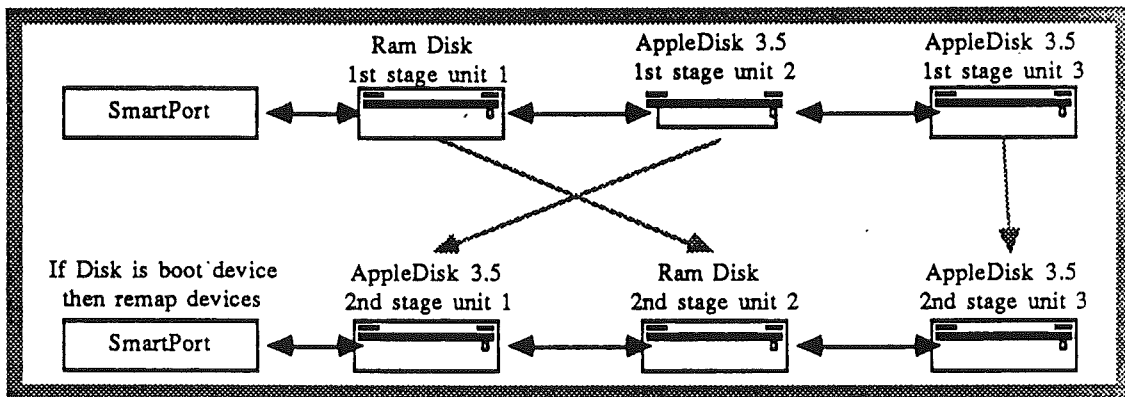 Ram Disk
1st stage unit 1
AppleDisk 3.5
1st stage unit 2
AppleDisk 3.5
1st stage unit 3
SmartPort
If Disk is boot device
then remap devices
AppleDisk 3.5
2nd stage unit 1
Ram Disk
2nd stage unit 2
AppleDisk 3.5
2nd stage unit 3
SmartPort